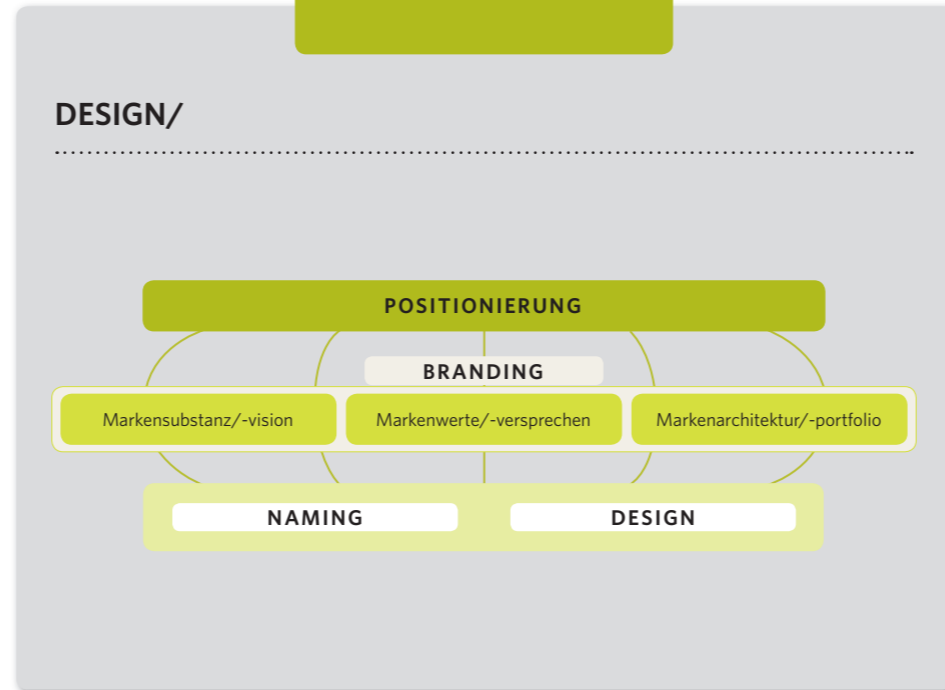 DESIGN/
POSITIONIERUNG
BRANDING
Markensubstanz/-vision
Markenwerte/-versprechen
Markenarchitektur/-portfolio
NAMING
DESIGN